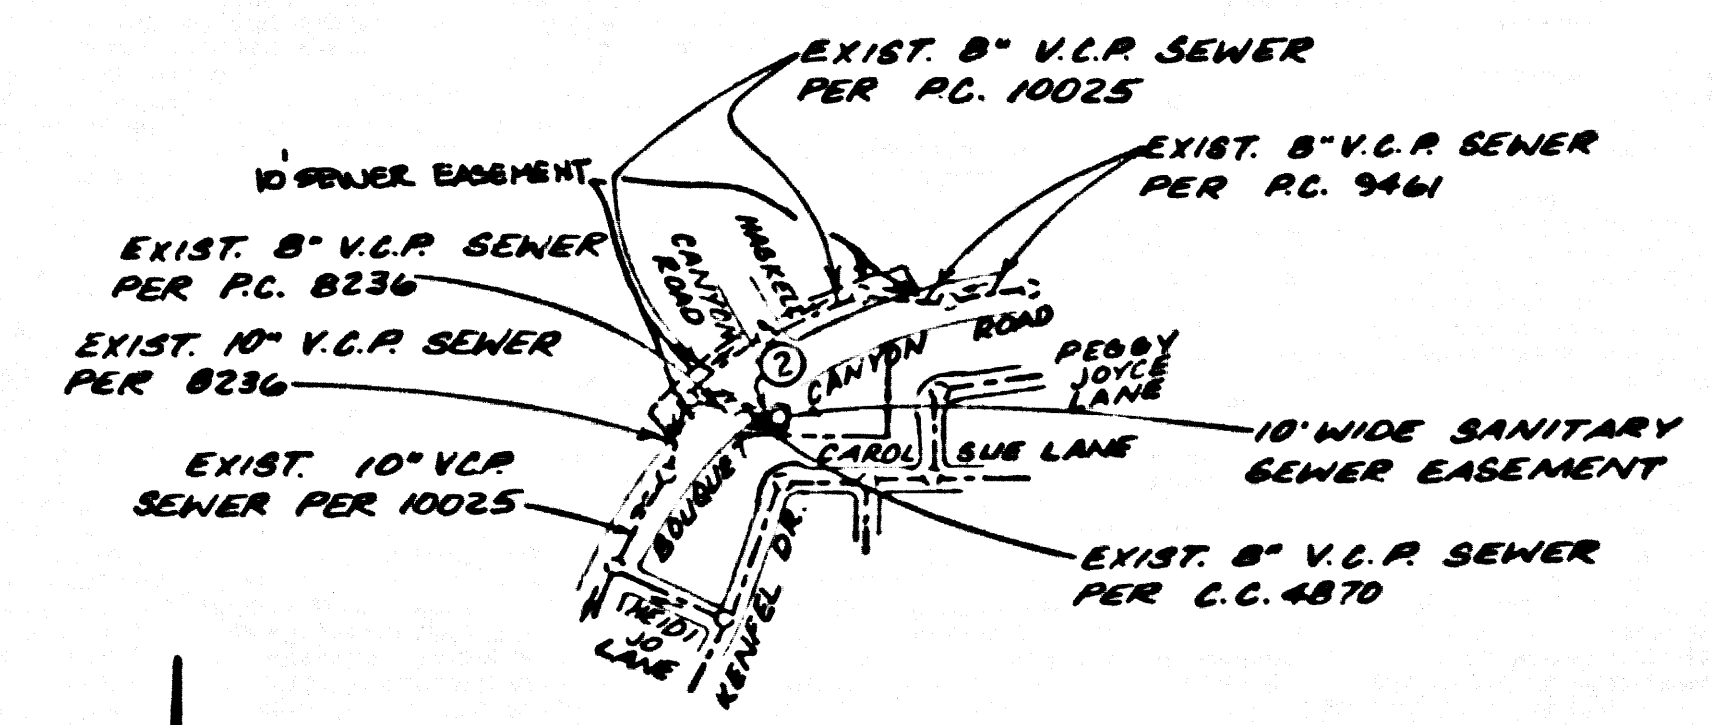 EXIST. 8" V.C.P. SEWER
PER P.C. 10025
EXIST. 8" V.C.P. SEWER
PER P.C. 9461
10' SEWER EASEMENT
EXIST. 8" V.C.P. SEWER
PER P.C. 8236
HASKELL
CANYON
ROAD
EXIST. 10" V.C.P. SEWER
PER 8236
2
CANYON
ROAD
PEGGY
JOYCE
LANE
10' WIDE SANITARY
SEWER EASEMENT
CAROL SUE LANE
EXIST. 10" V.C.P.
SEWER PER 10025
BOUQUET
EXIST. 8" V.C.P. SEWER
PER C.C. 4870
HEIDI
JO
LANE
KENFEL DR.